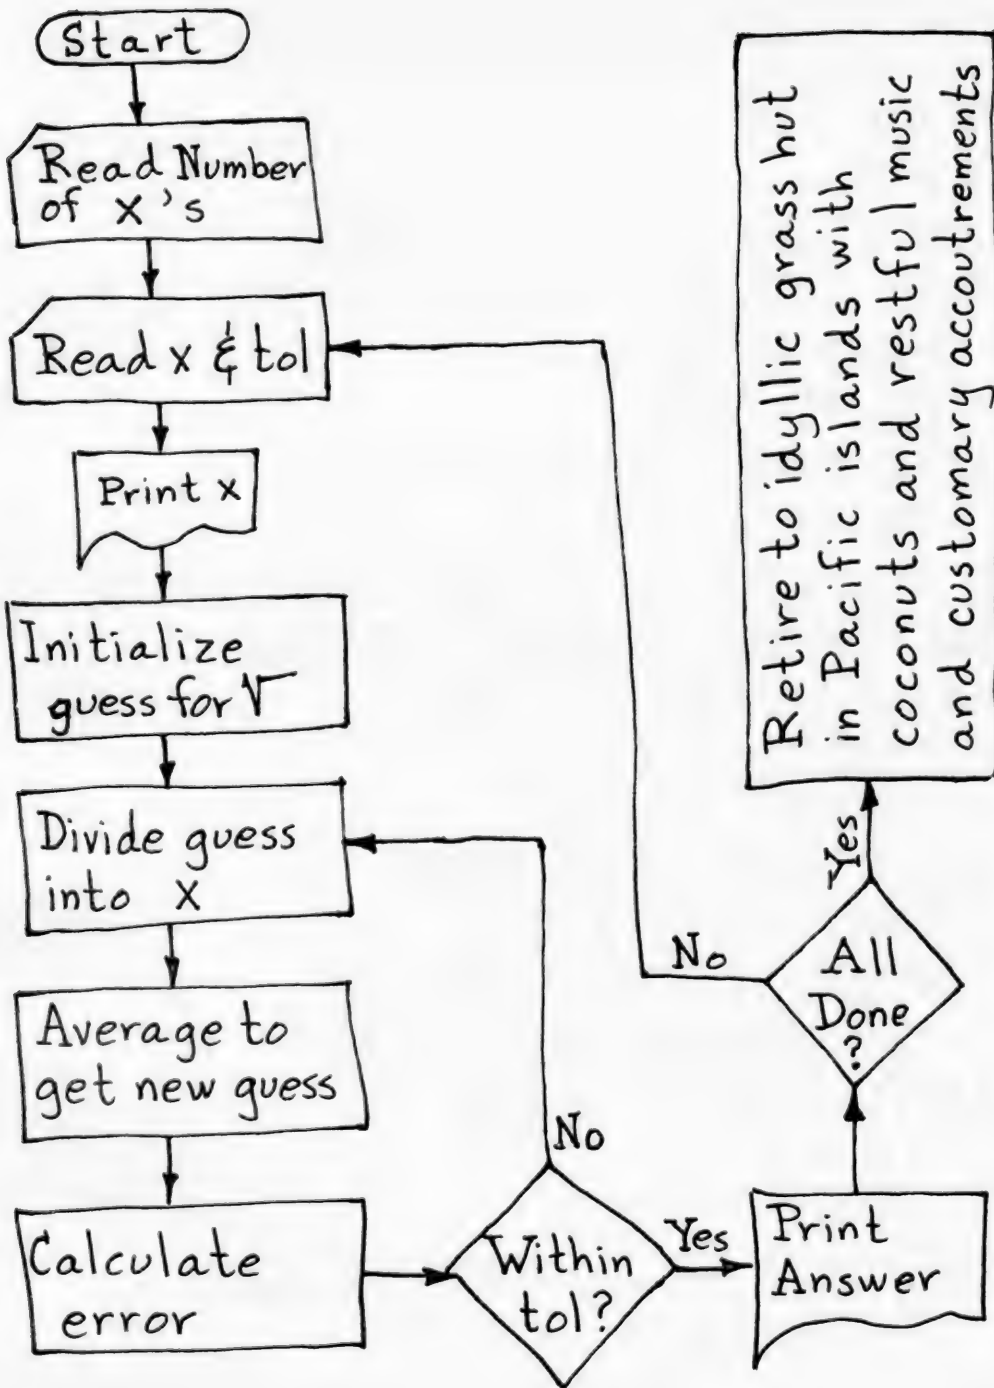 Start
Read Number
of X's
Read x & tol
Print x
Initialize
guess for √
Divide guess
into X
Average to
get new guess
Calculate
error
Within
tol?
No
Yes
Print
Answer
All
Done
?
No
Yes
Retire to idyllic grass hut
in Pacific islands with
coconuts and restful music
and customary accoutrements